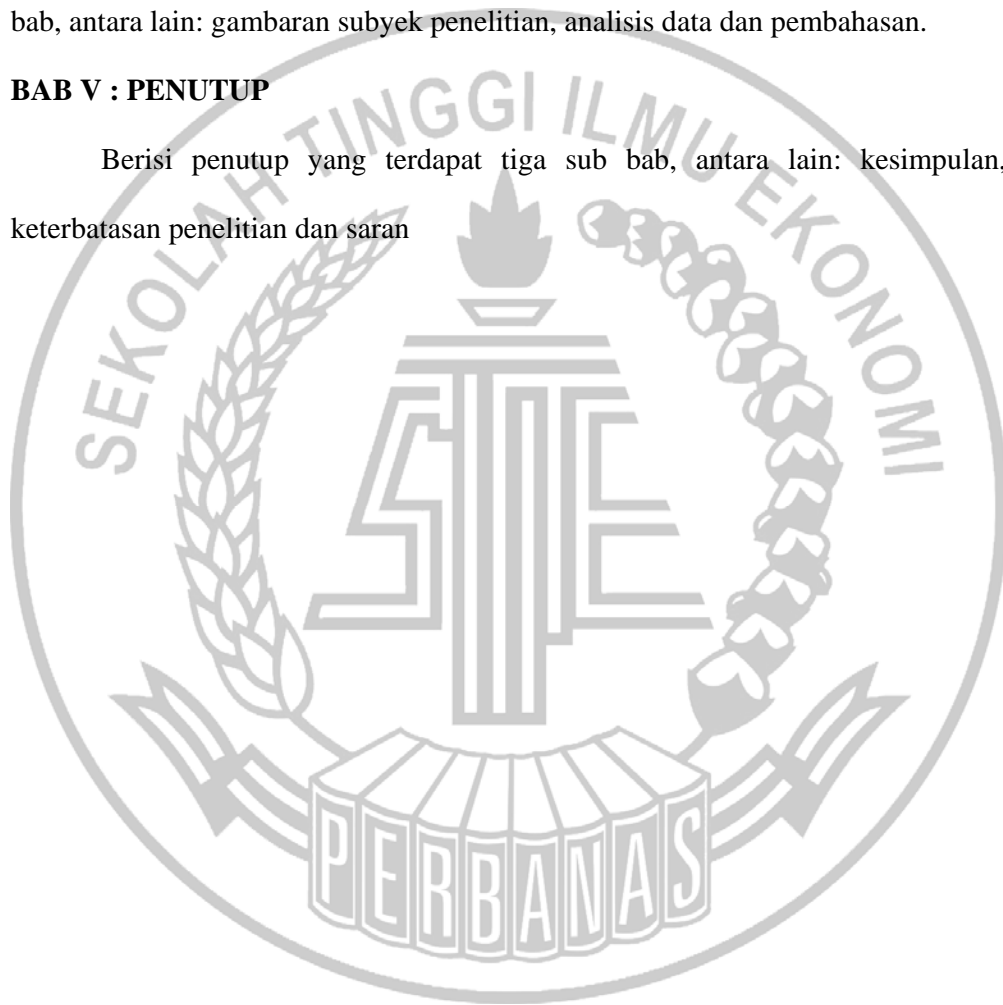 bab, antara lain: gambaran subyek penelitian, analisis data dan pembahasan.
BAB V : PENUTUP
Berisi penutup yang terdapat tiga sub bab, antara lain: kesimpulan,
keterbatasan penelitian dan saran
SEKOLAH TINGGI ILMU EKONOMI
STIE
PERBANAS